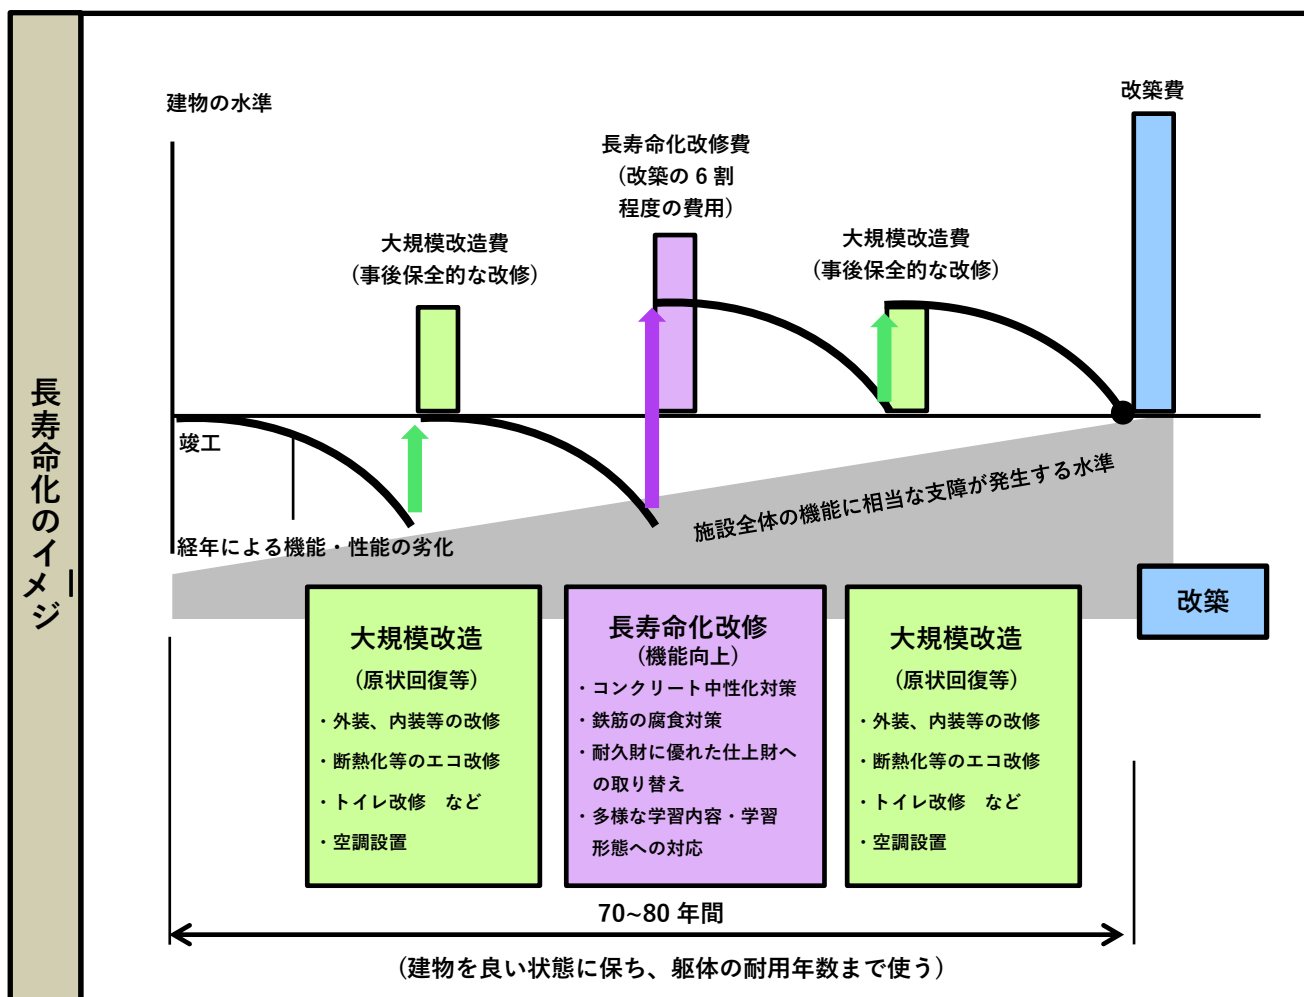 長寿命化のイメージ
建物の水準
改築費
長寿命化改修費
(改築の 6 割
程度の費用)
大規模改造費
(事後保全的な改修)
大規模改造費
(事後保全的な改修)
竣工
経年による機能・性能の劣化
施設全体の機能に相当な支障が発生する水準
改築
大規模改造
(原状回復等)
・外装、内装等の改修
・断熱化等のエコ改修
・トイレ改修　など
・空調設置
長寿命化改修
(機能向上)
・コンクリート中性化対策
・鉄筋の腐食対策
・耐久財に優れた仕上財へ
の取り替え
・多様な学習内容・学習
形態への対応
大規模改造
(原状回復等)
・外装、内装等の改修
・断熱化等のエコ改修
・トイレ改修　など
・空調設置
70~80 年間
(建物を良い状態に保ち、躯体の耐用年数まで使う)